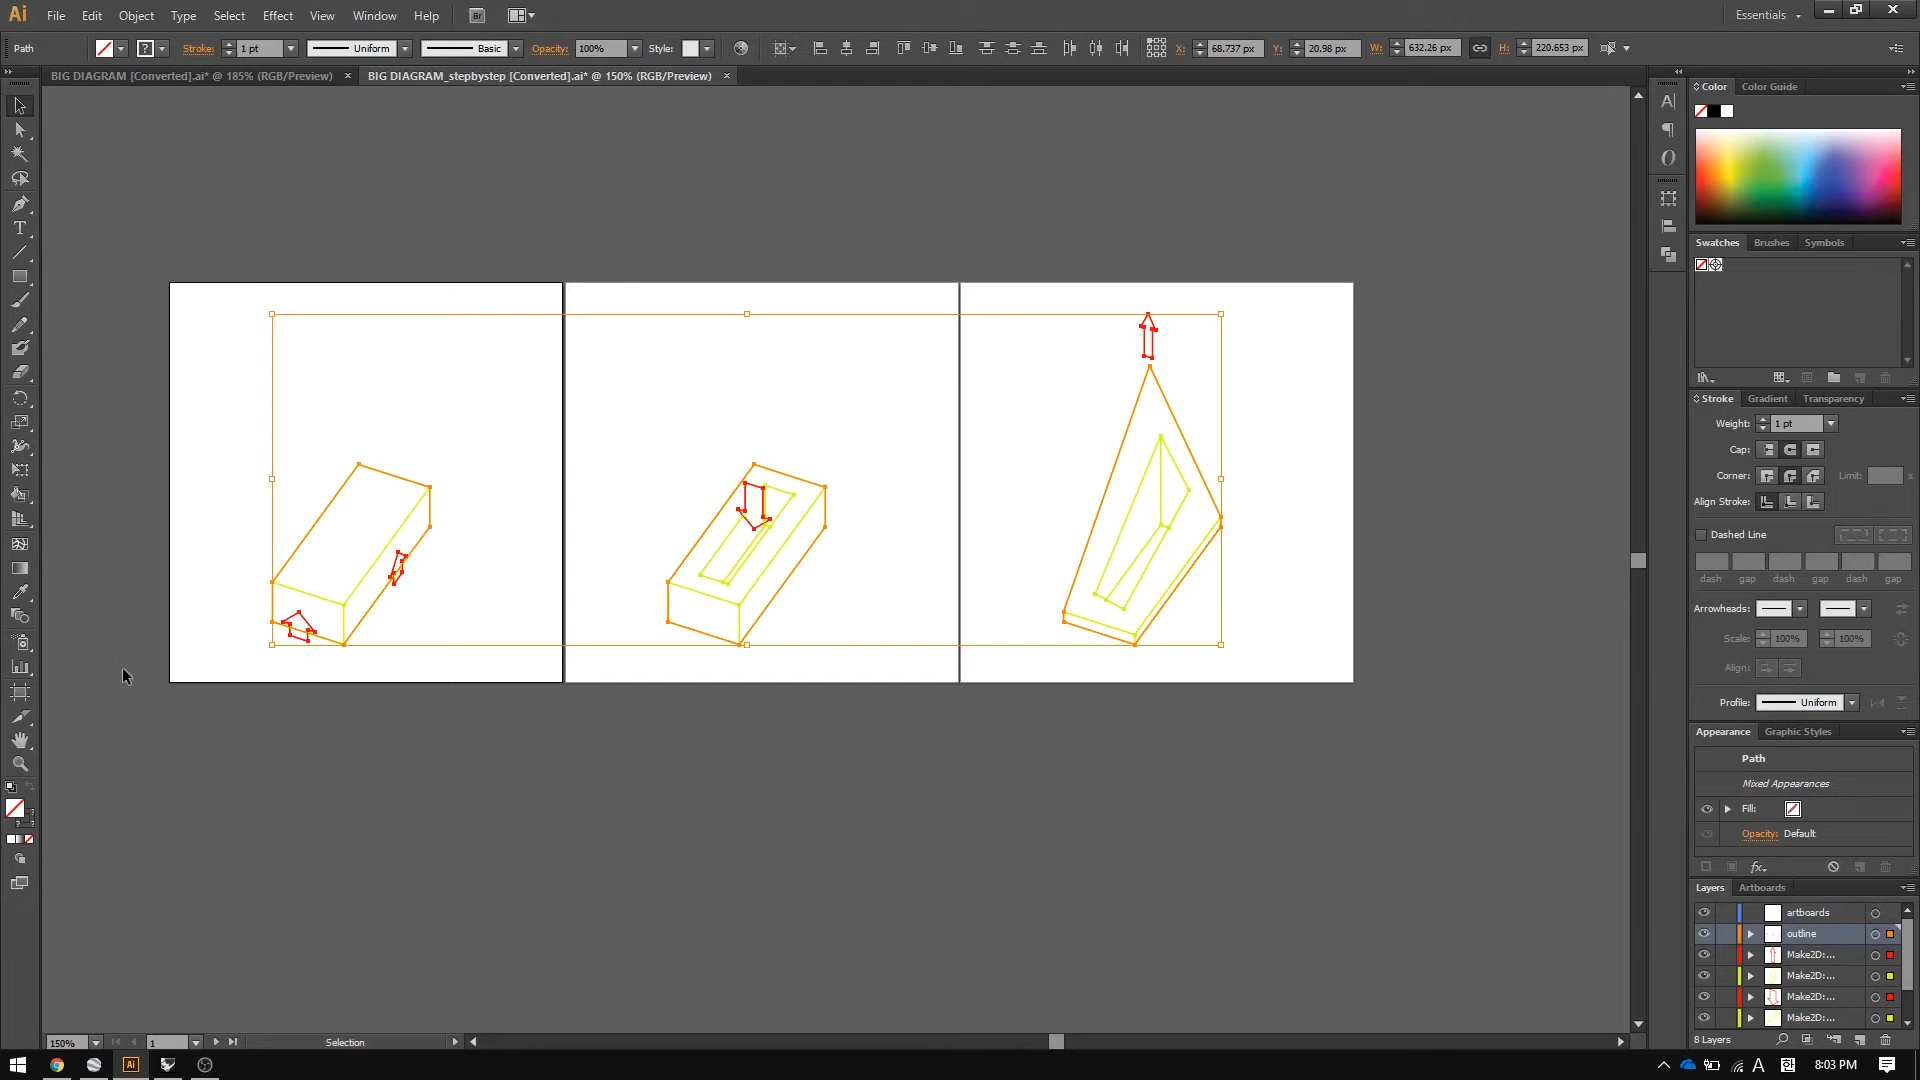 Ai File Edit Object Type Select Effect View Window Help Br Essentials
Path ? Stroke: 1 pt Uniform Basic Opacity: 100% Style: X: 68.737 px Y: 20.98 px W: 632.26 px H: 220.653 px
BIG DIAGRAM [Converted].ai* @ 185% (RGB/Preview) × BIG DIAGRAM_stepbystep [Converted].ai* @ 150% (RGB/Preview) ×
Color Color Guide
Swatches Brushes Symbols
Stroke Gradient Transparency
Weight: 1 pt
Cap:
Corner: Limit: x
Align Stroke:
Dashed Line
dash gap dash gap dash gap
Arrowheads:
Scale: 100% 100%
Align:
Profile: Uniform
Appearance Graphic Styles
Path
Mixed Appearances
Fill:
Opacity: Default
fx
Layers Artboards
artboards
outline
Make2D:...
Make2D:...
Make2D:...
Make2D:...
8 Layers
150% 1 Selection
Ai A 한 8:03 PM